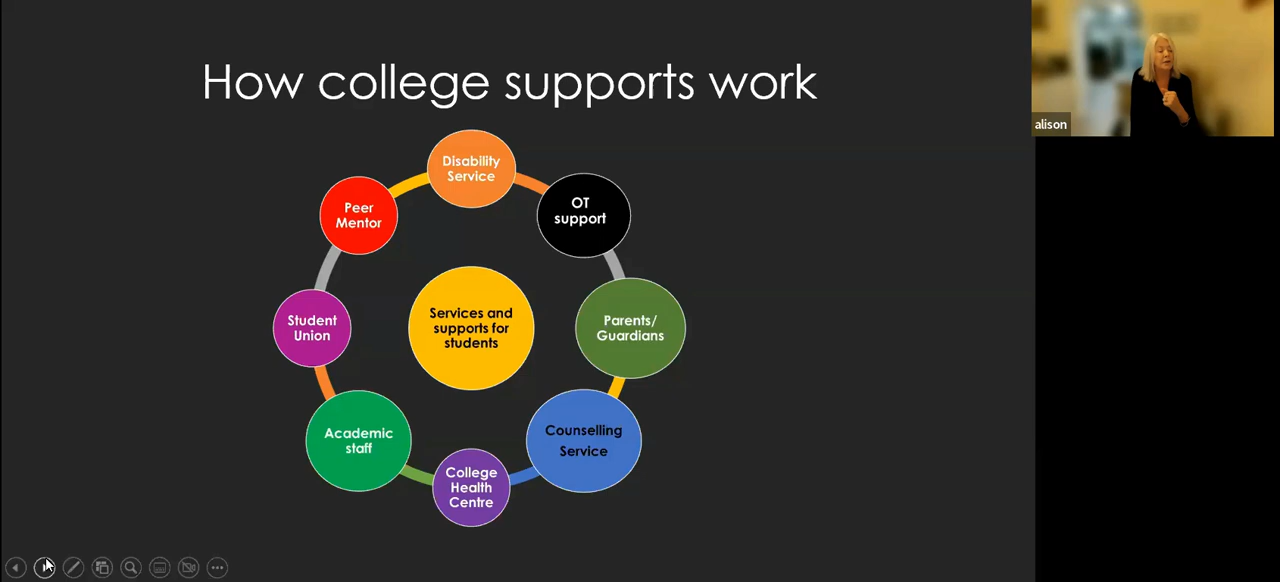 How college supports work
Disability
Service
OT
support
Parents/
Guardians
Counselling
Service
College
Health
Centre
Academic
staff
Student
Union
Peer
Mentor
Services and
supports for
students
alison